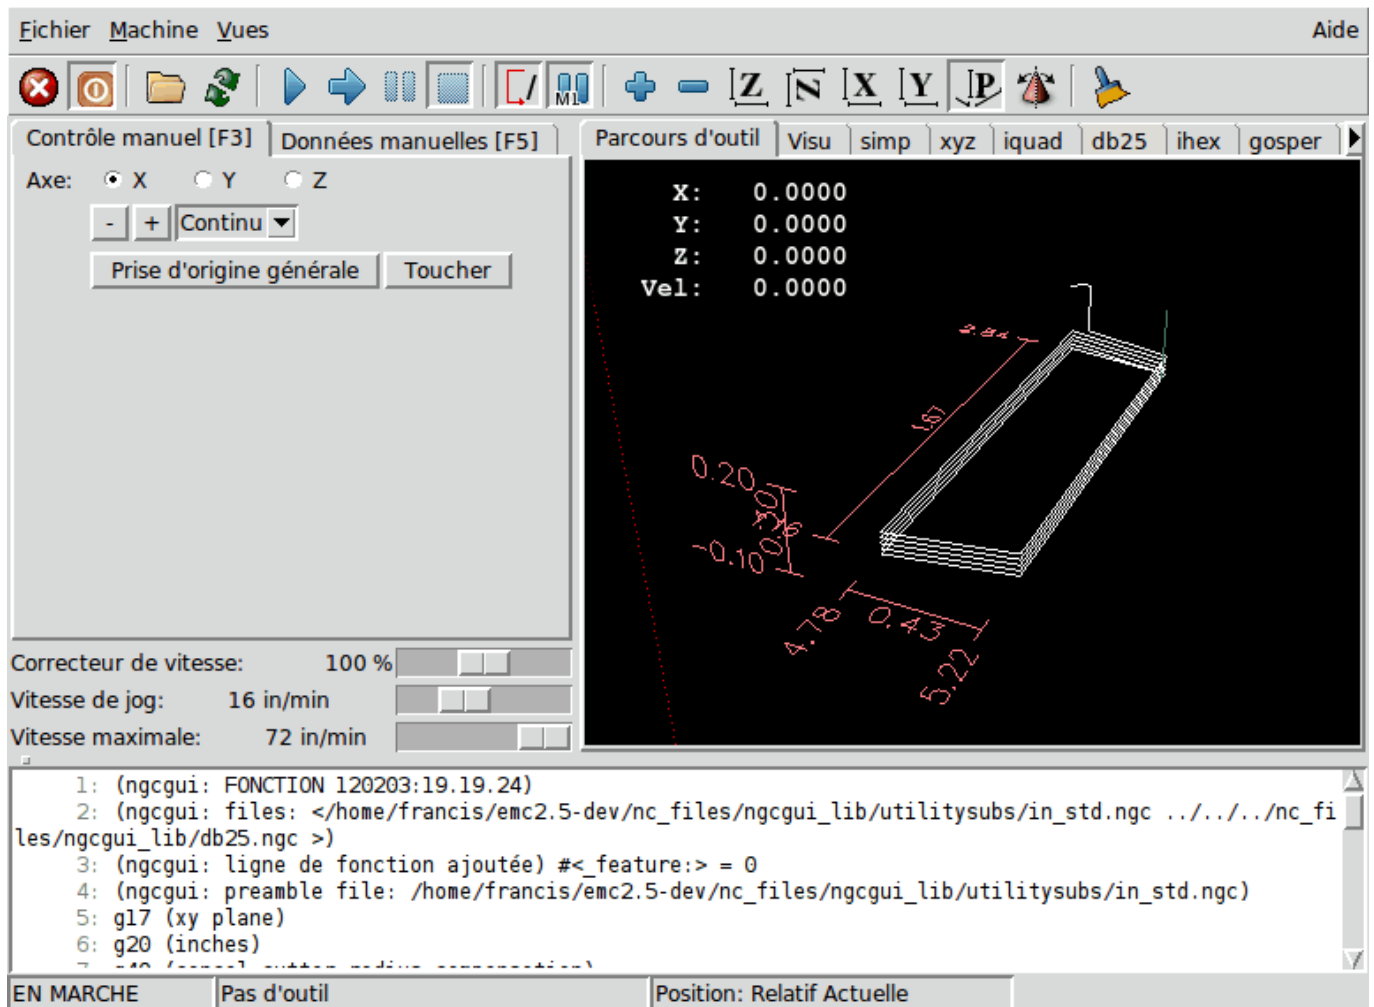 Fichier Machine Vues Aide
M1 Z N X Y P
Contrôle manuel [F3] Données manuelles [F5]
Parcours d'outil Visu simp xyz iquad db25 ihex gosper
Axe: X Y Z
- + Continu
Prise d'origine générale Toucher
X: 0.0000
Y: 0.0000
Z: 0.0000
Vel: 0.0000
0.20
-0.10
4.78
0.43
5.22
Correcteur de vitesse: 100 %
Vitesse de jog: 16 in/min
Vitesse maximale: 72 in/min
1: (ngcgui: FONCTION 120203:19.19.24)
2: (ngcgui: files: </home/francis/emc2.5-dev/nc_files/ngcgui_lib/utilitysubs/in_std.ngc ../../../nc_fi
les/ngcgui_lib/db25.ngc >)
3: (ngcgui: ligne de fonction ajoutée) #<_feature:> = 0
4: (ngcgui: preamble file: /home/francis/emc2.5-dev/nc_files/ngcgui_lib/utilitysubs/in_std.ngc)
5: g17 (xy plane)
6: g20 (inches)
EN MARCHE Pas d'outil Position: Relatif Actuelle